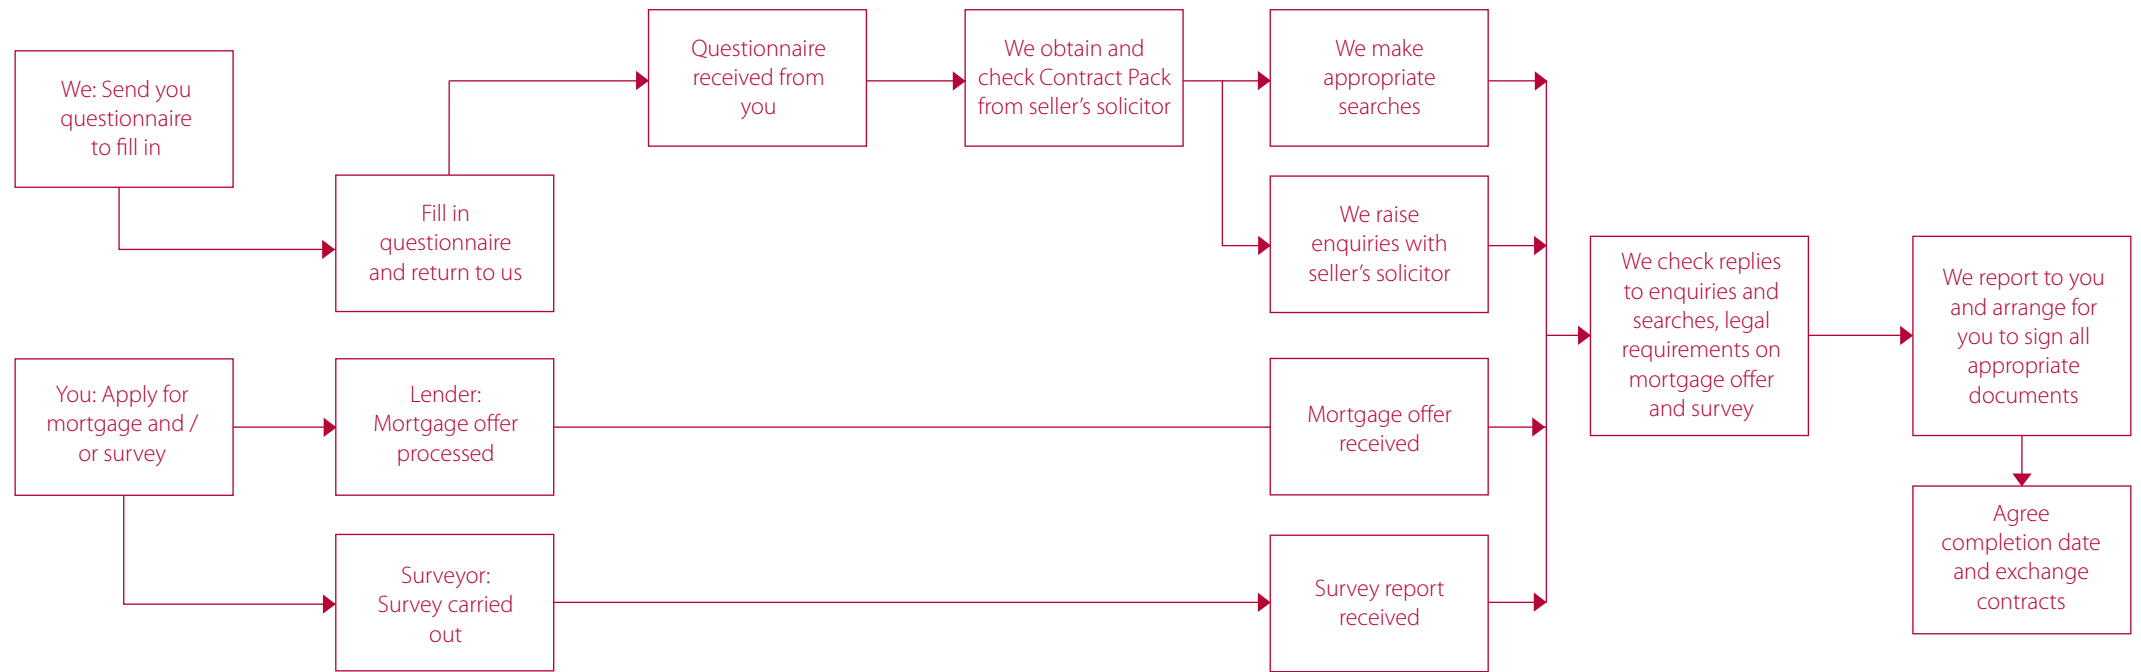 We: Send you
questionnaire
to fill in
Fill in
questionnaire
and return to us
Questionnaire
received from
you
We obtain and
check Contract Pack
from seller’s solicitor
We make
appropriate
searches
We raise
enquiries with
seller’s solicitor
You: Apply for
mortgage and /
or survey
Lender:
Mortgage offer
processed
Mortgage offer
received
Surveyor:
Survey carried
out
Survey report
received
We check replies
to enquiries and
searches, legal
requirements on
mortgage offer
and survey
We report to you
and arrange for
you to sign all
appropriate
documents
Agree
completion date
and exchange
contracts